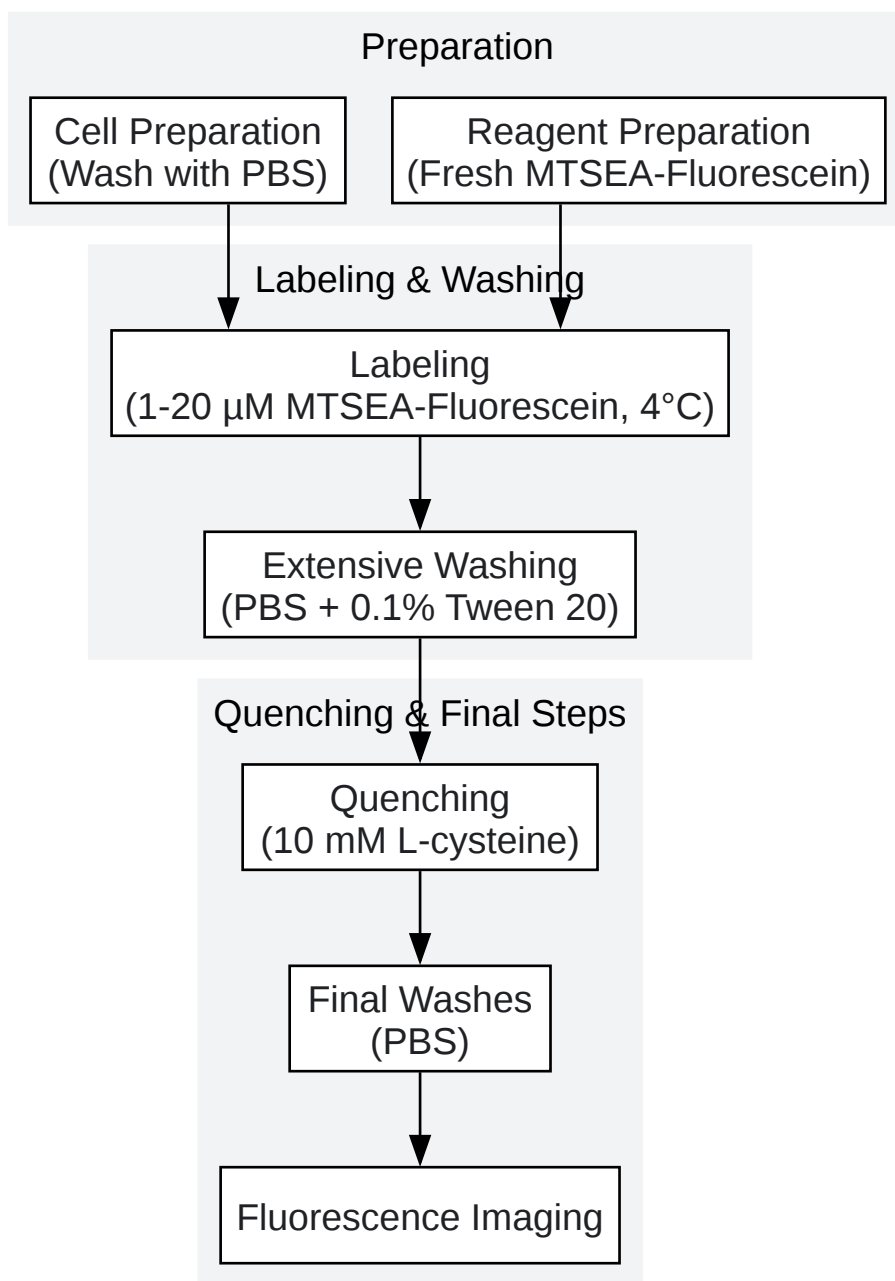 Preparation
Cell Preparation
(Wash with PBS)
Reagent Preparation
(Fresh MTSEA-Fluorescein)
Labeling & Washing
Labeling
(1-20 µM MTSEA-Fluorescein, 4°C)
Extensive Washing
(PBS + 0.1% Tween 20)
Quenching & Final Steps
Quenching
(10 mM L-cysteine)
Final Washes
(PBS)
Fluorescence Imaging